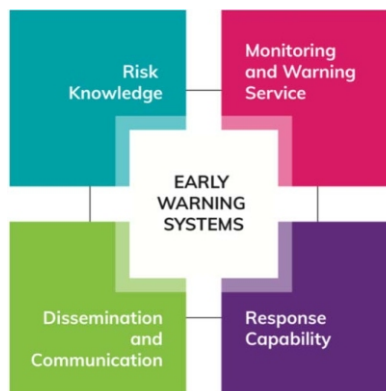 Risk
Knowledge
Monitoring
and Warning
Service
EARLY
WARNING
SYSTEMS
Dissemination
and
Communication
Response
Capability